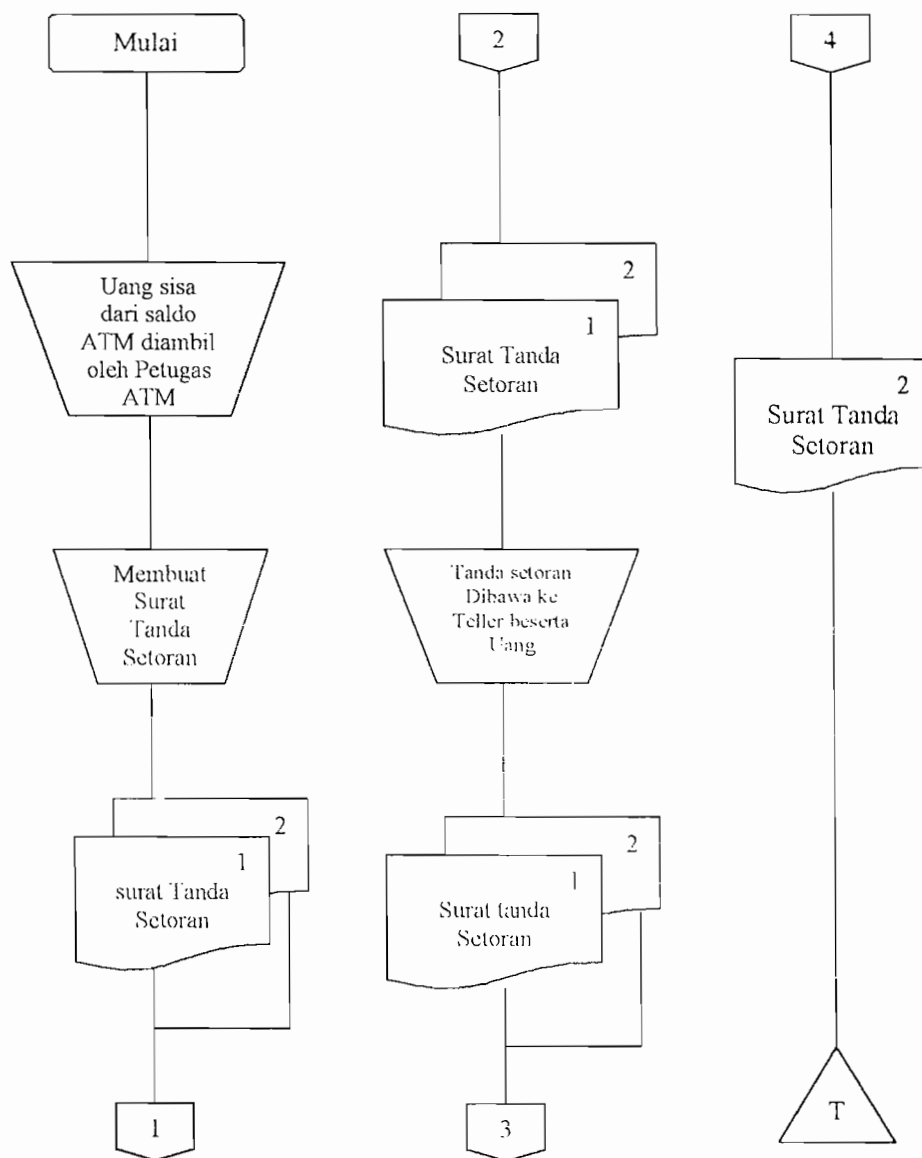 Mulai
Uang sisa
dari saldo
ATM diambil
oleh Petugas
ATM
Membuat
Surat
Tanda
Setoran
2
1
surat Tanda
Setoran
1
2
2
1
Surat Tanda
Setoran
Tanda setoran
Dibawa ke
Teller beserta
Uang
2
1
Surat tanda
Setoran
3
4
2
Surat Tanda
Setoran
T